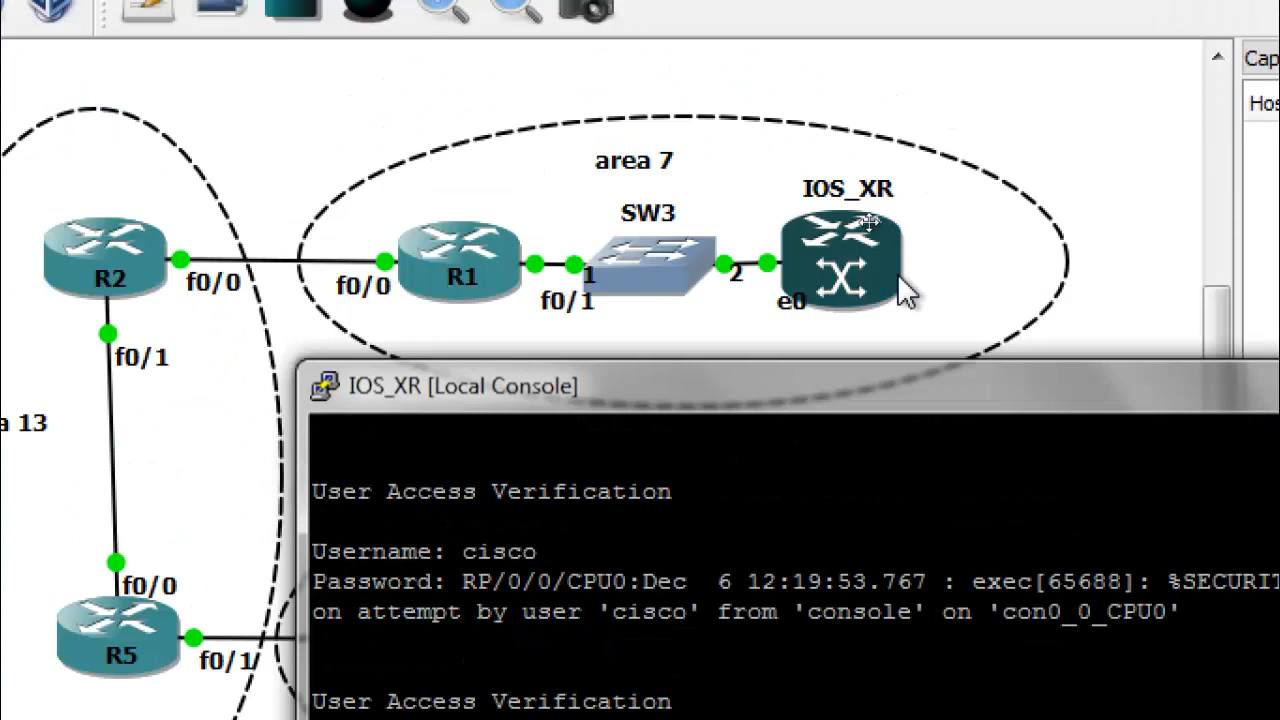 Cap
Hos
area 7
IOS_XR
SW3
R2
f0/0
f0/0
R1
f0/1
1
2
e0
f0/1
a 13
f0/0
R5
f0/1
IOS_XR [Local Console]
User Access Verification
Username: cisco
Password: RP/0/0/CPU0:Dec  6 12:19:53.767 : exec[65688]: %SECURIT
on attempt by user 'cisco' from 'console' on 'con0_0_CPU0'
User Access Verification